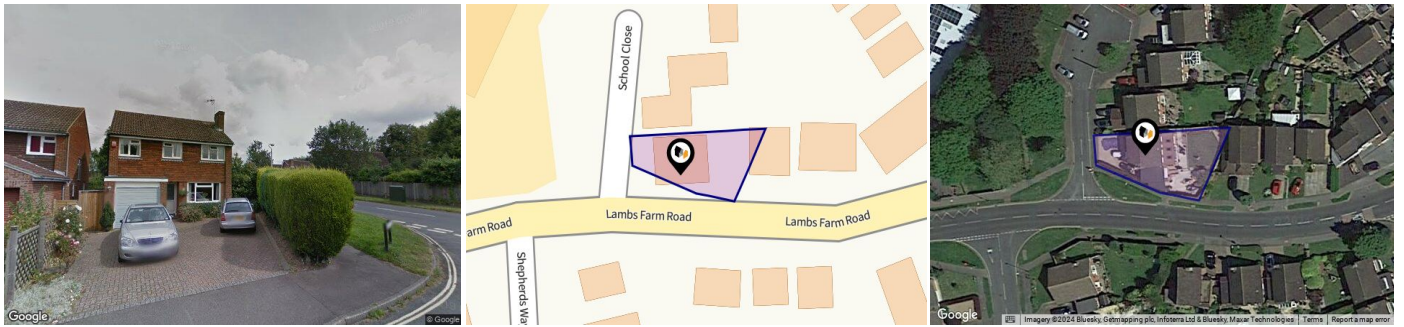 Google
© Google
School Close
arm Road
Lambs Farm Road
Lambs Farm Road
Shepherds Wa
Google
Imagery ©2024 Bluesky, Getmapping plc, Infoterra Ltd & Bluesky, Maxar Technologies
Terms
Report a map error